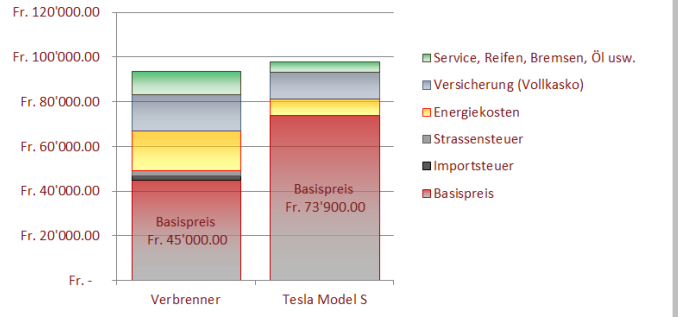 Fr. 120'000.00
Fr. 100'000.00
Fr. 80'000.00
Fr. 60'000.00
Fr. 40'000.00
Fr. 20'000.00
Fr. -
Basispreis
Fr. 45'000.00
Basispreis
Fr. 73'900.00
Verbrenner
Tesla Model S
Service, Reifen, Bremsen, Öl usw.
Versicherung (Vollkasko)
Energiekosten
Strassensteuer
Importsteuer
Basispreis